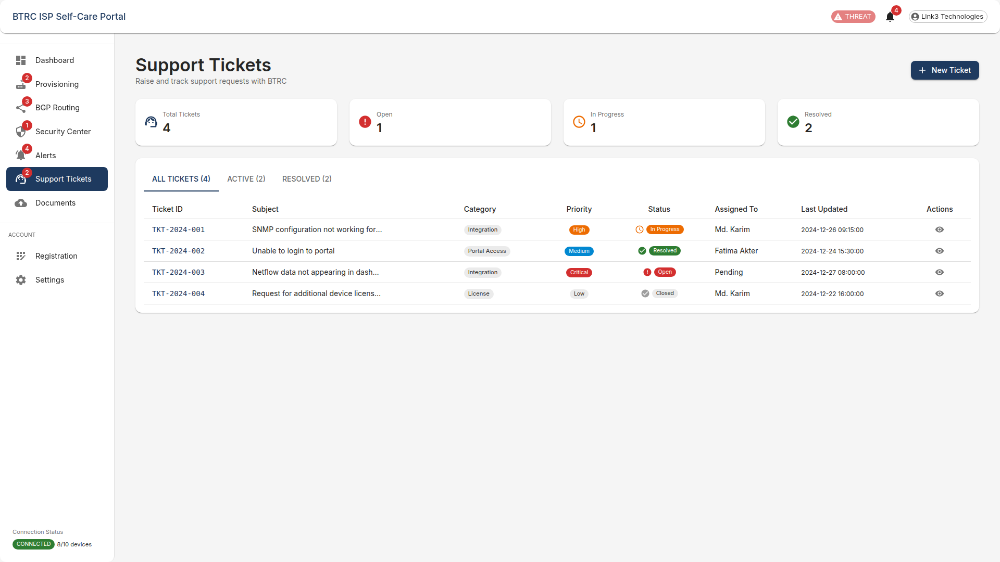 BTRC ISP Self-Care Portal
THREAT
4
Link3 Technologies
Dashboard
2
Provisioning
3
BGP Routing
1
Security Center
4
Alerts
2
Support Tickets
Documents
ACCOUNT
Registration
Settings
Connection Status
CONNECTED 8/10 devices
Support Tickets
Raise and track support requests with BTRC
New Ticket
Total Tickets
4
Open
1
In Progress
1
Resolved
2
ALL TICKETS (4) ACTIVE (2) RESOLVED (2)
Ticket ID Subject Category Priority Status Assigned To Last Updated Actions
TKT-2024-001 SNMP configuration not working for... Integration High In Progress Md. Karim 2024-12-26 09:15:00
TKT-2024-002 Unable to login to portal Portal Access Medium Resolved Fatima Akter 2024-12-24 15:30:00
TKT-2024-003 Netflow data not appearing in dash... Integration Critical Open Pending 2024-12-27 08:00:00
TKT-2024-004 Request for additional device licens... License Low Closed Md. Karim 2024-12-22 16:00:00